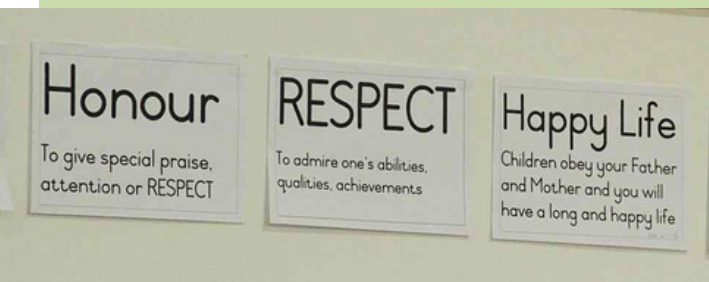 Honour
To give special praise,
attention or RESPECT
RESPECT
To admire one's abilities,
qualities, achievements
Happy Life
Children obey your Father
and Mother and you will
have a long and happy life